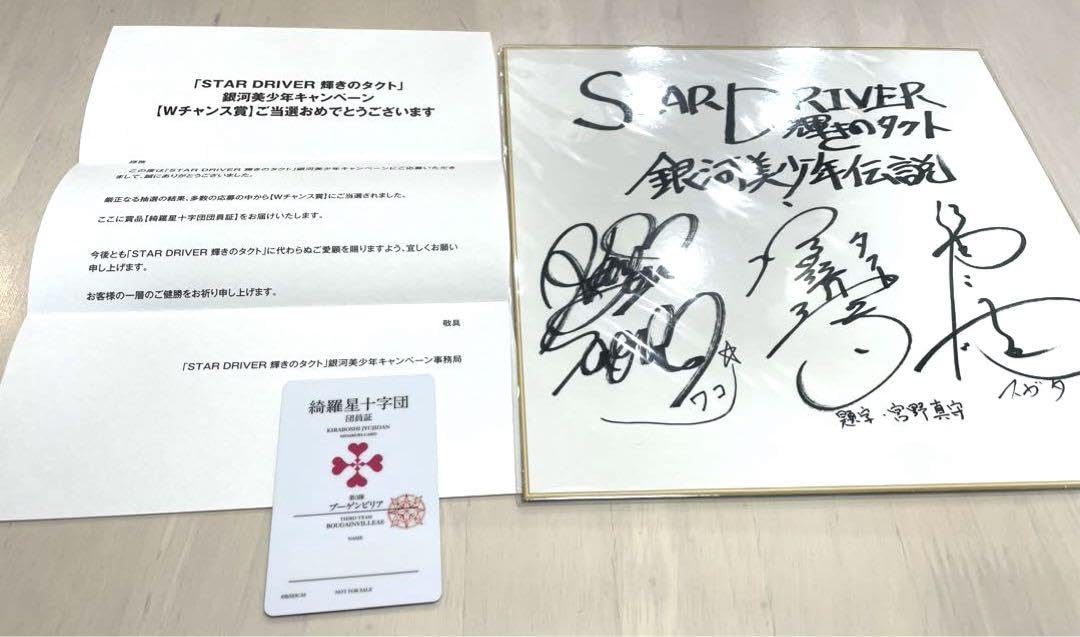 「STAR DRIVER 輝きのタクト」
銀河美少年キャンペーン
【Wチャンス賞】ご当選おめでとうございます
拝啓
この度は「STAR DRIVER 輝きのタクト」銀河美少年キャンペーンにご応募いただき
まして、誠にありがとうございました。
厳正なる抽選の結果、多数の応募の中から【Wチャンス賞】にご当選されました。
ここに賞品【綺羅星十字団団員証】をお届けいたします。
今後とも「STAR DRIVER 輝きのタクト」に代わらぬご愛顧を賜りますよう、宜しくお願い
申し上げます。
お客様の一層のご健勝をお祈り申し上げます。
敬具
「STAR DRIVER 輝きのタクト」銀河美少年キャンペーン事務局
綺羅星十字団
団員証
KIRABOSHI JYUJIDAN
MEMBERS CARD
第3隊
ブーゲンビリア
THIRD TEAM
BOUGAINVILLEAE
NAME
NOT FOR SALE
STAR DRIVER
輝きのタクト
と
銀河美少年伝説
ワコ
タクト
スガタ
題字・宮野真守